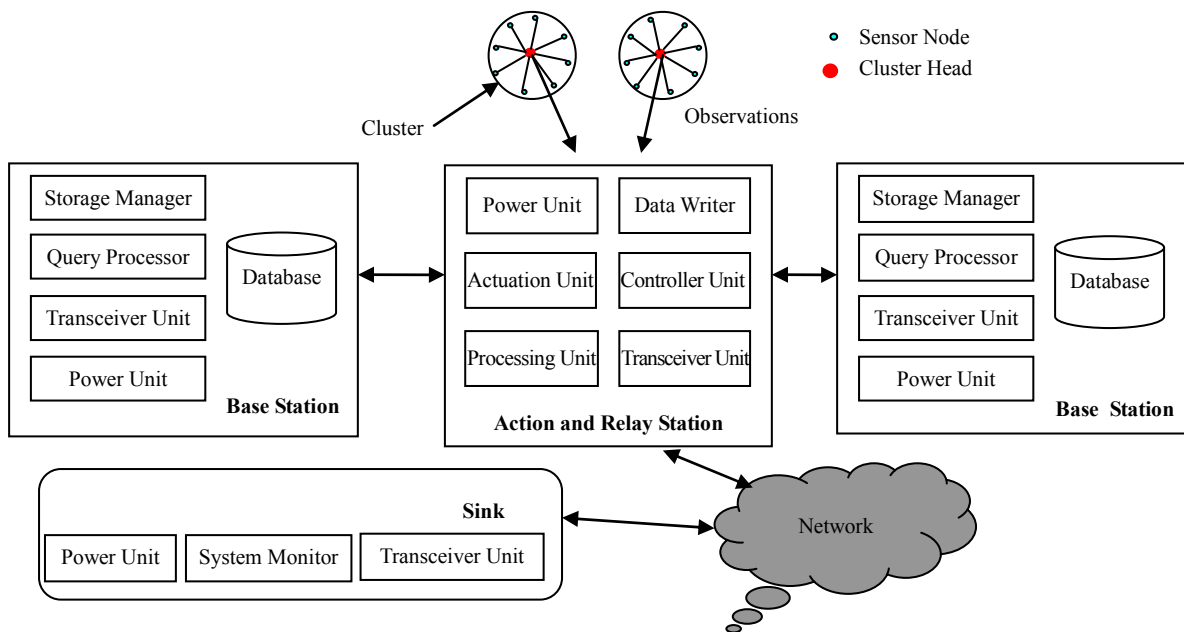 Sensor Node
Cluster Head
Cluster
Observations
Storage Manager
Query Processor
Transceiver Unit
Power Unit
Database
Base Station
Power Unit
Data Writer
Actuation Unit
Controller Unit
Processing Unit
Transceiver Unit
Action and Relay Station
Storage Manager
Query Processor
Transceiver Unit
Power Unit
Database
Base Station
Sink
Power Unit
System Monitor
Transceiver Unit
Network